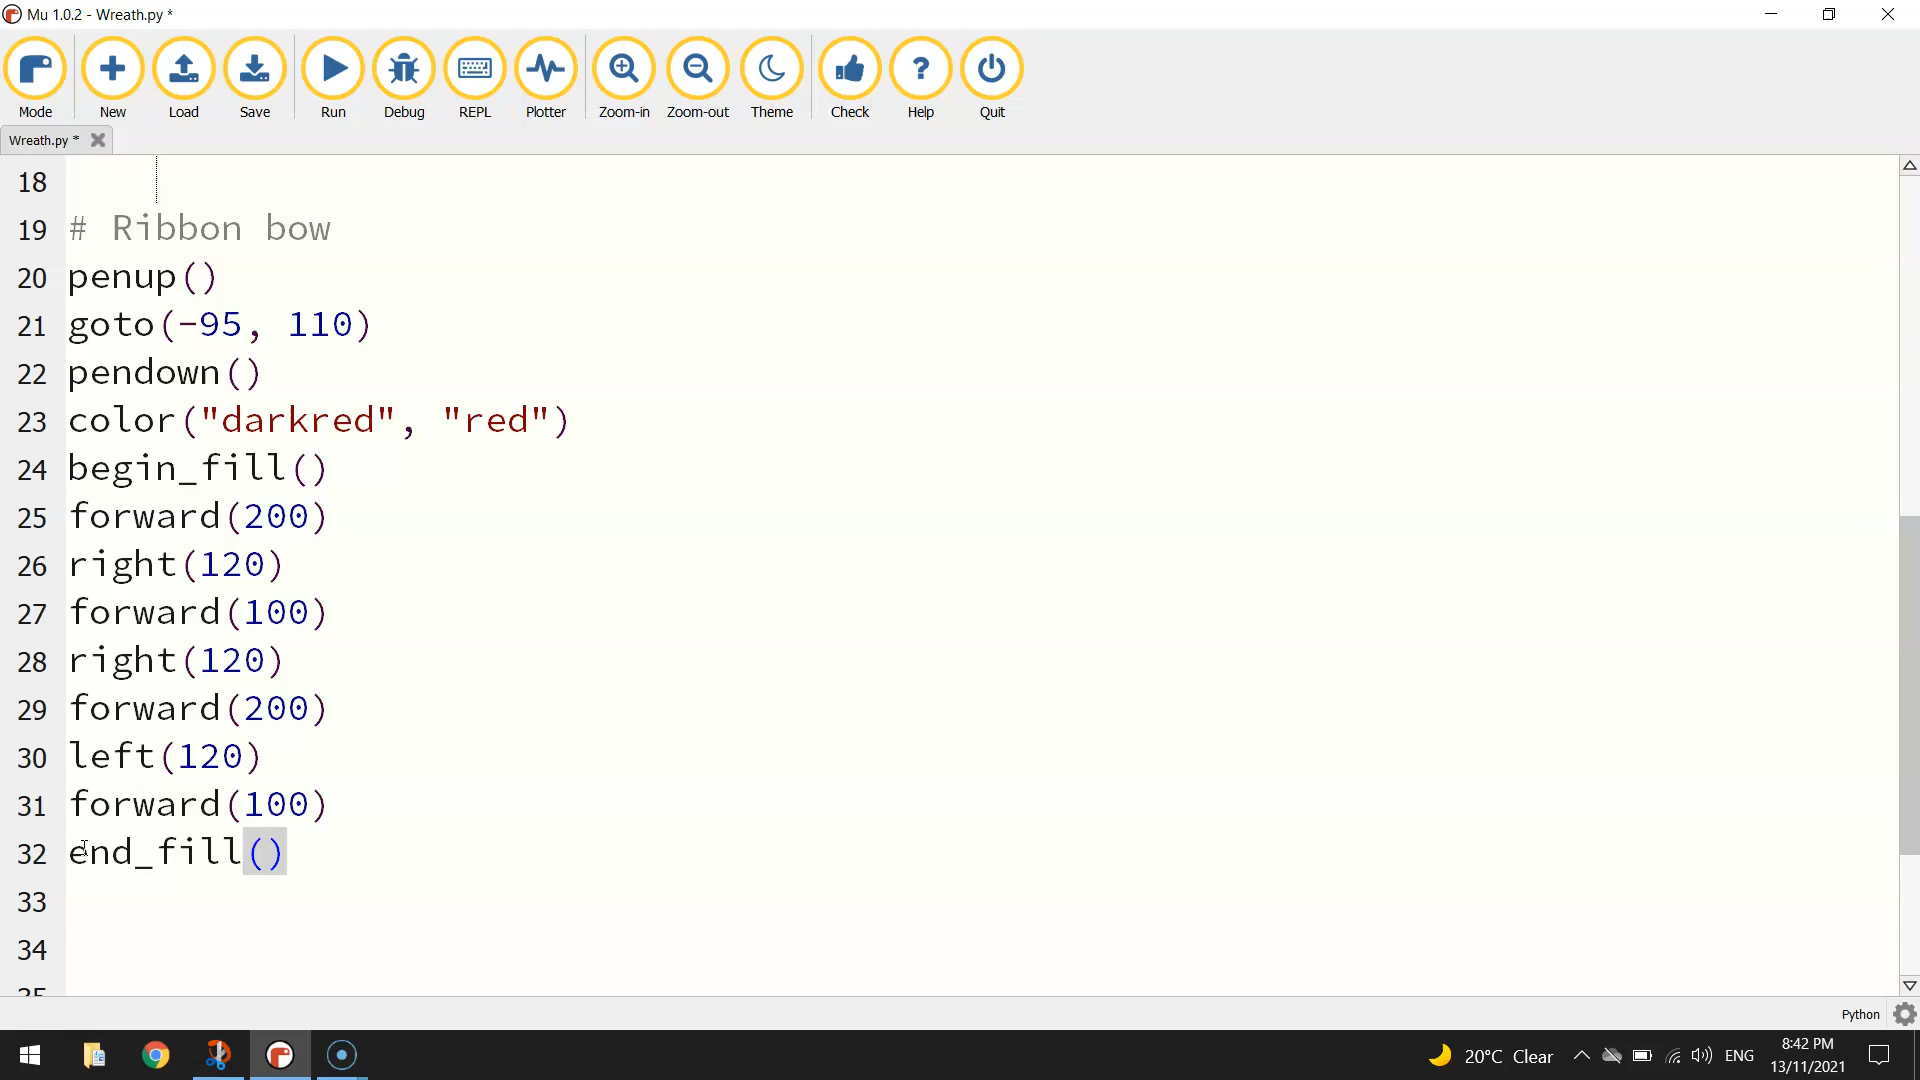 Mu 1.0.2 - Wreath.py *
Mode New Load Save Run Debug REPL Plotter Zoom-in Zoom-out Theme Check Help Quit
Wreath.py *
18
19 # Ribbon bow
20 penup()
21 goto(-95, 110)
22 pendown()
23 color("darkred", "red")
24 begin_fill()
25 forward(200)
26 right(120)
27 forward(100)
28 right(120)
29 forward(200)
30 left(120)
31 forward(100)
32 end_fill()
33
34
35
Python
20°C Clear ENG 8:42 PM
13/11/2021